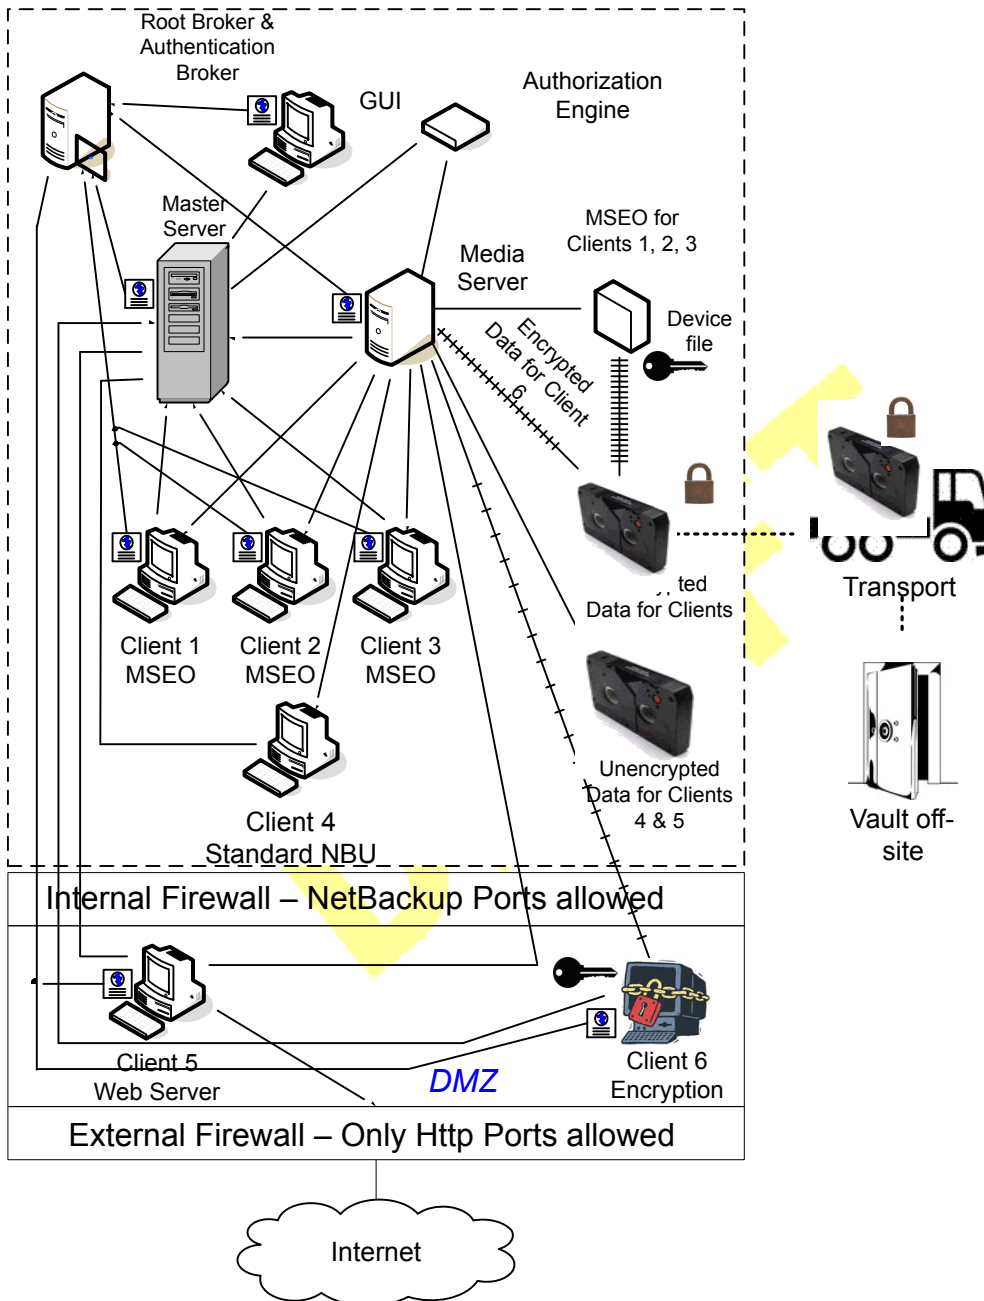 Root Broker &
Authentication
Broker
GUI
Authorization
Engine
Master
Server
MSEO for
Clients 1, 2, 3
Media
Server
Device
file
Encrypted
Data for Client
6
Data for Clients
Transport
Client 1
MSEO
Client 2
MSEO
Client 3
MSEO
Unencrypted
Data for Clients
4 & 5
Vault off-
site
Client 4
Standard NBU
Internal Firewall – NetBackup Ports allowed
Client 5
Web Server
DMZ
Client 6
Encryption
External Firewall – Only Http Ports allowed
Internet